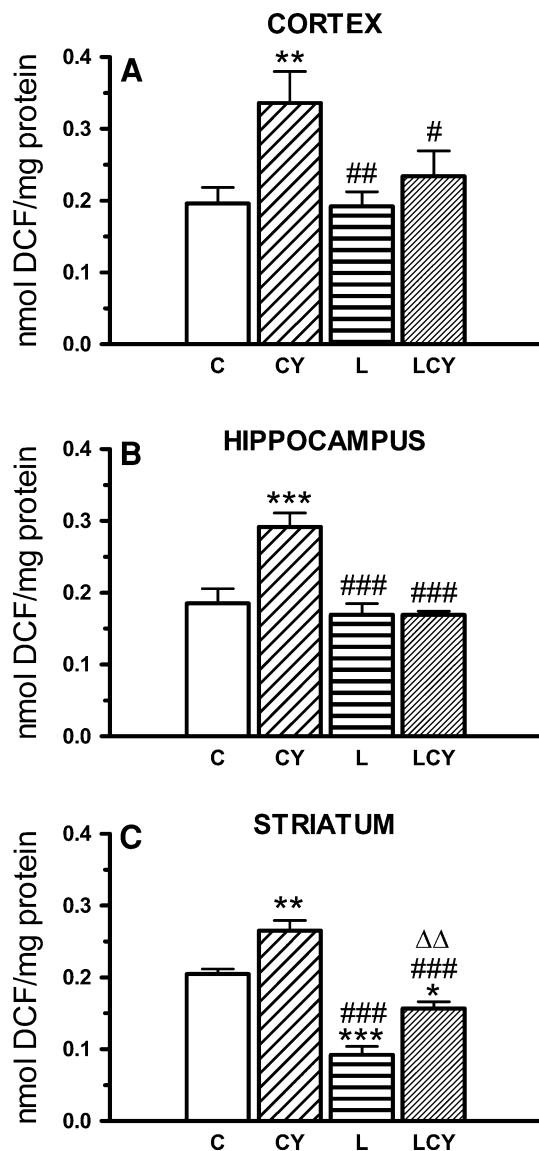 CORTEX
A
nmol DCF/mg protein
0.4
0.3
0.2
0.1
0.0
**
##
#
C CY L LCY
HIPPOCAMPUS
B
nmol DCF/mg protein
0.4
0.3
0.2
0.1
0.0
***
###
###
C CY L LCY
STRIATUM
C
nmol DCF/mg protein
0.4
0.3
0.2
0.1
0.0
**
###
***
ΔΔ
###
*
C CY L LCY